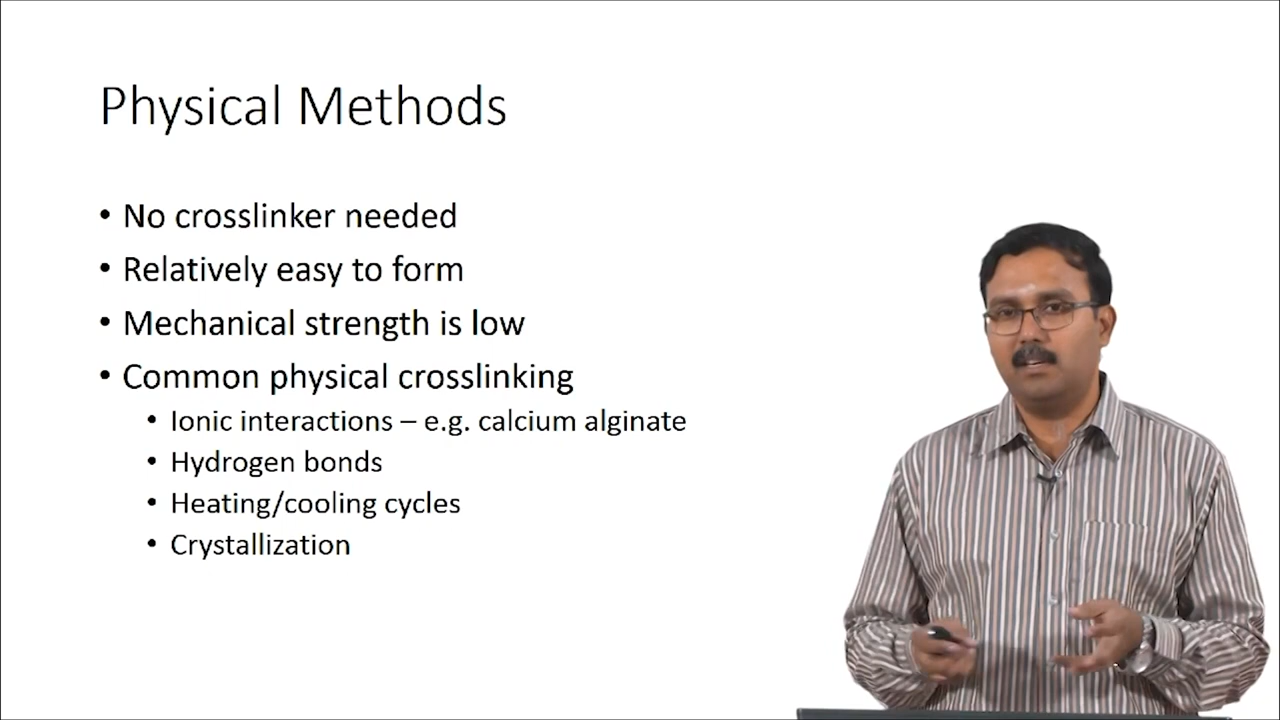 Physical Methods
• No crosslinker needed
• Relatively easy to form
• Mechanical strength is low
• Common physical crosslinking
• Ionic interactions – e.g. calcium alginate
• Hydrogen bonds
• Heating/cooling cycles
• Crystallization